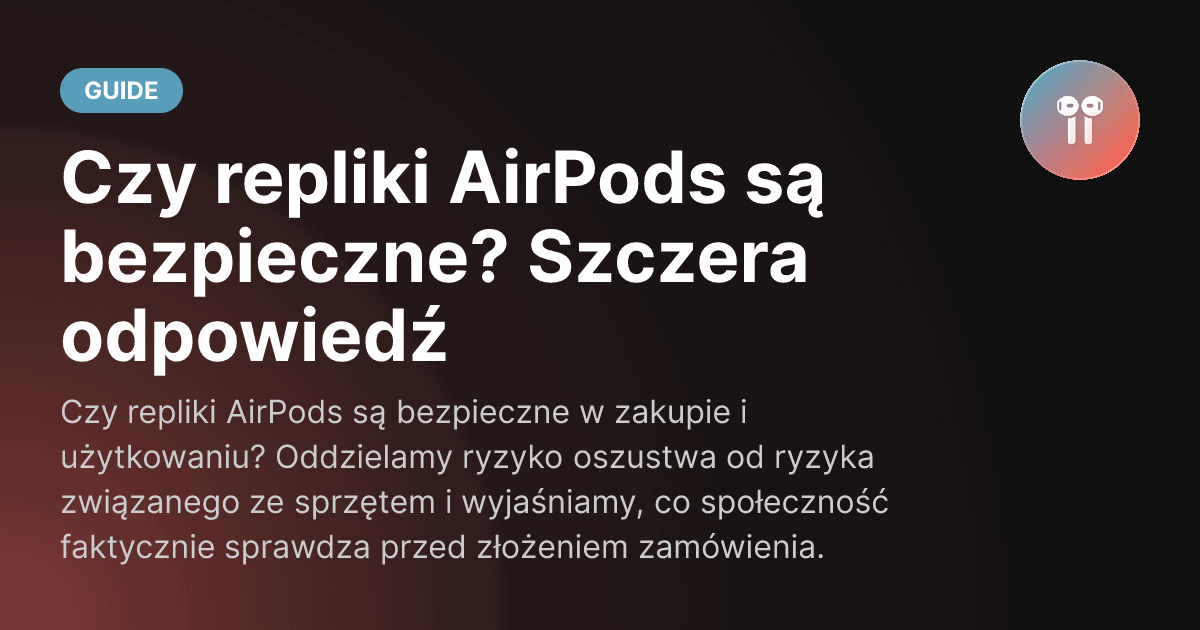 GUIDE
Czy repliki AirPods są
bezpieczne? Szczera
odpowiedź
Czy repliki AirPods są bezpieczne w zakupie i
użytkowaniu? Oddzielamy ryzyko oszustwa od ryzyka
związanego ze sprzętem i wyjaśniamy, co społeczność
faktycznie sprawdza przed złożeniem zamówienia.